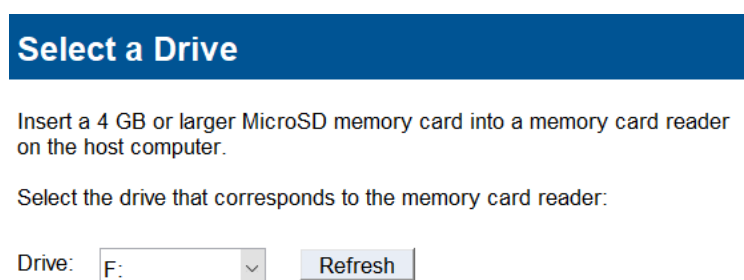 Select a Drive
Insert a 4 GB or larger MicroSD memory card into a memory card reader
on the host computer.
Select the drive that corresponds to the memory card reader:
Drive: F: Refresh